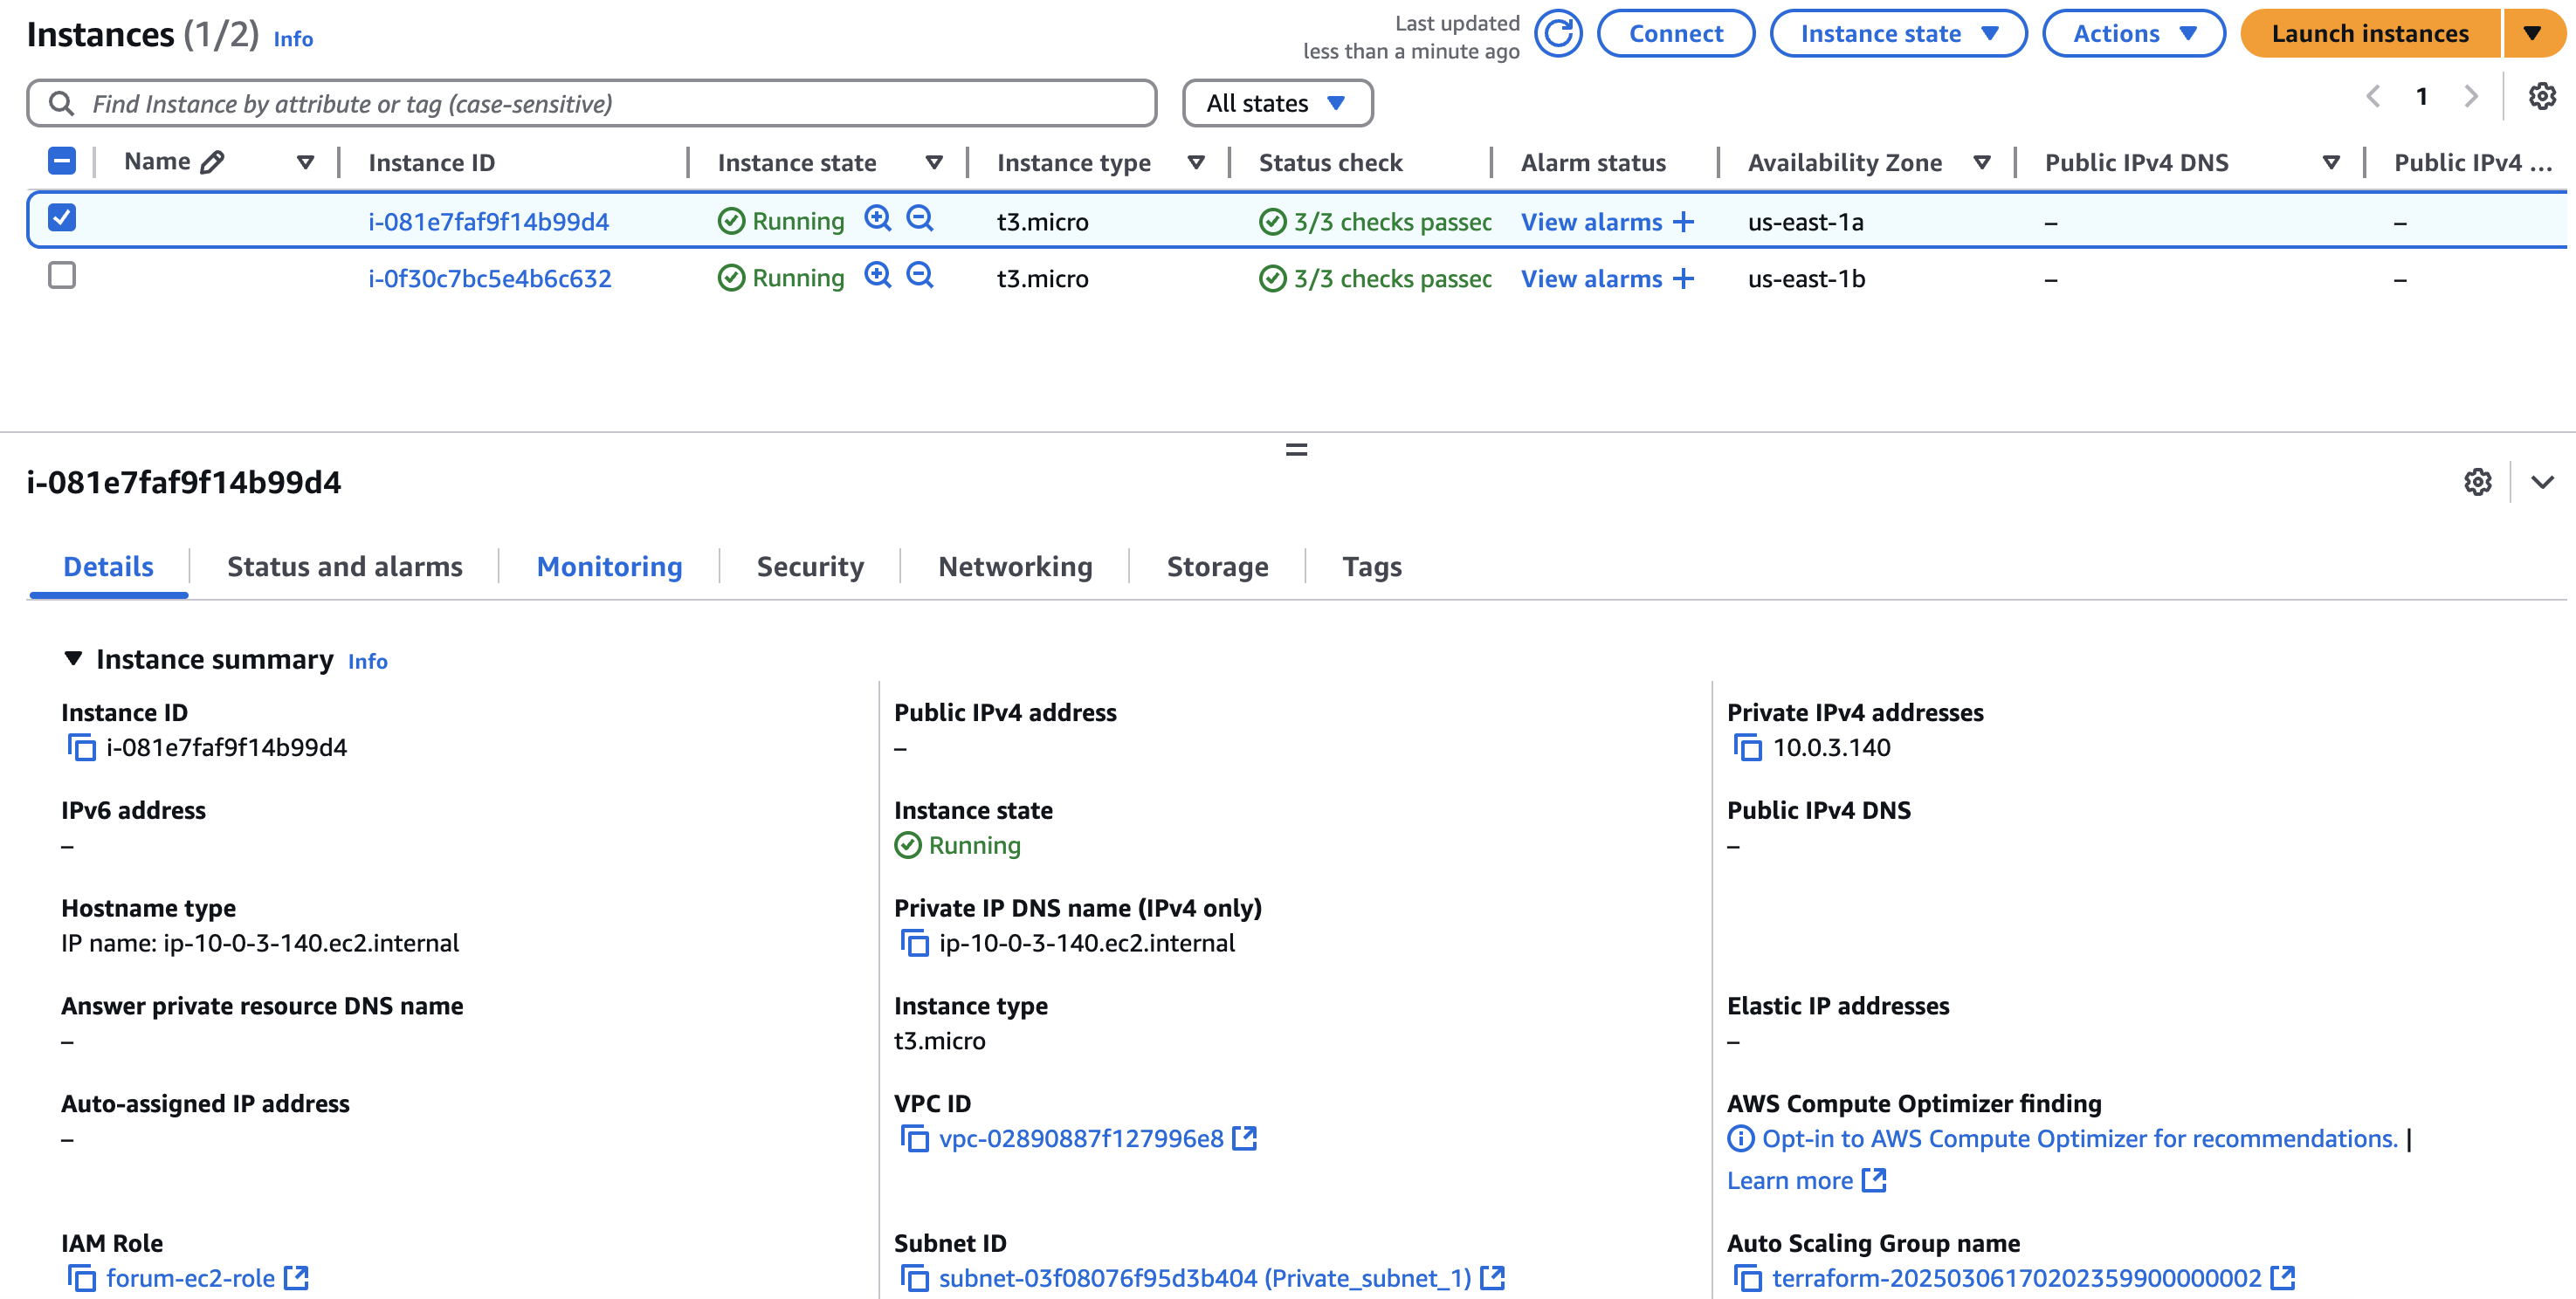 Instances (1/2) Info
Last updated
less than a minute ago
Connect
Instance state
Actions
Launch instances
Find Instance by attribute or tag (case-sensitive)
All states
1
Name Instance ID Instance state Instance type Status check Alarm status Availability Zone Public IPv4 DNS Public IPv4 ...
i-081e7faf9f14b99d4 Running t3.micro 3/3 checks passec View alarms + us-east-1a – –
i-0f30c7bc5e4b6c632 Running t3.micro 3/3 checks passec View alarms + us-east-1b – –
i-081e7faf9f14b99d4
Details Status and alarms Monitoring Security Networking Storage Tags
Instance summary Info
Instance ID
i-081e7faf9f14b99d4
Public IPv4 address
–
Private IPv4 addresses
10.0.3.140
IPv6 address
–
Instance state
Running
Public IPv4 DNS
–
Hostname type
IP name: ip-10-0-3-140.ec2.internal
Private IP DNS name (IPv4 only)
ip-10-0-3-140.ec2.internal
Answer private resource DNS name
–
Instance type
t3.micro
Elastic IP addresses
–
Auto-assigned IP address
–
VPC ID
vpc-02890887f127996e8
AWS Compute Optimizer finding
Opt-in to AWS Compute Optimizer for recommendations. |
Learn more
IAM Role
forum-ec2-role
Subnet ID
subnet-03f08076f95d3b404 (Private_subnet_1)
Auto Scaling Group name
terraform-20250306170202359900000002